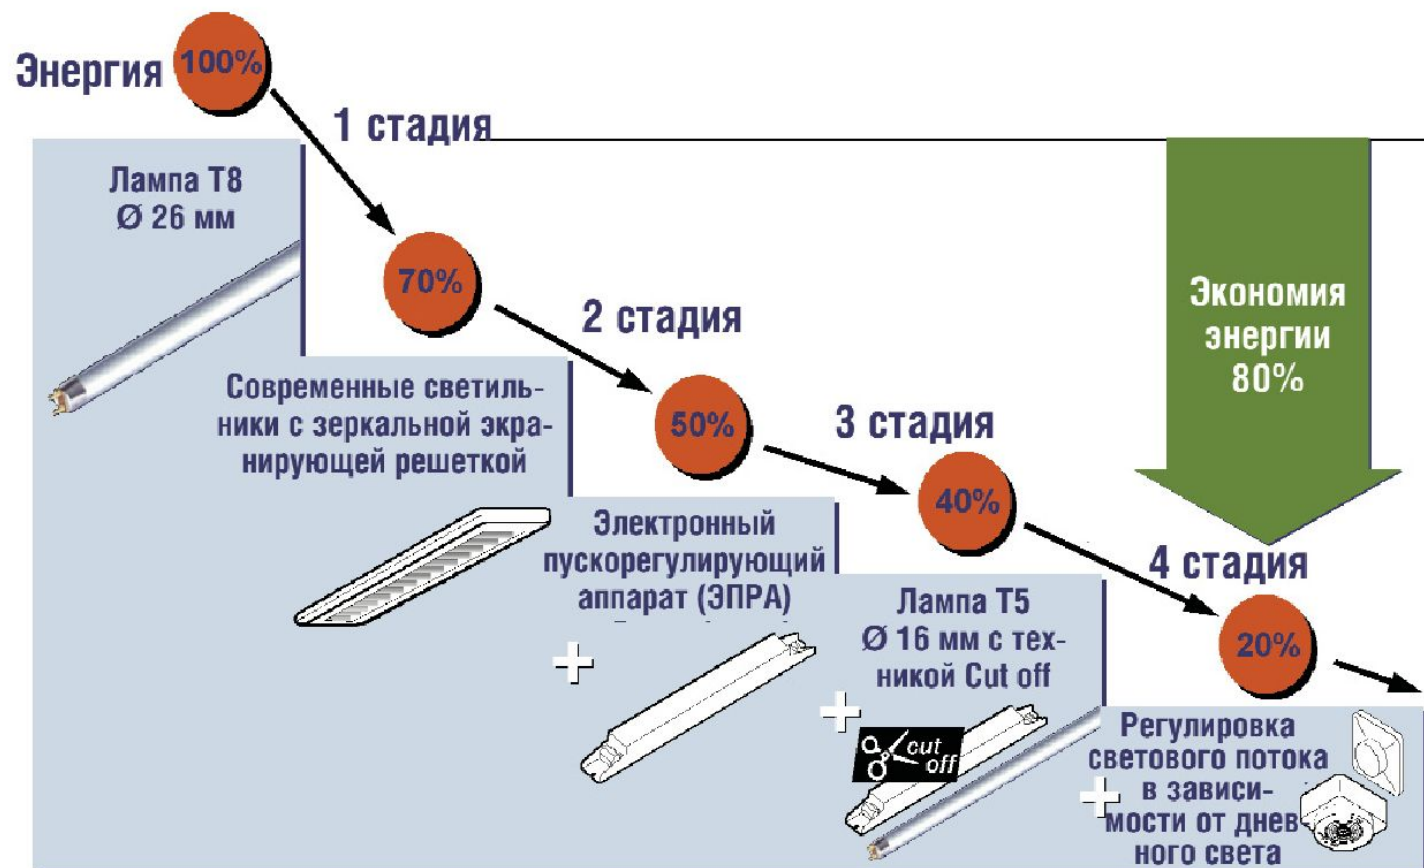 Энергия
100%
1 стадия
Лампа Т8
Ø 26 мм
70%
2 стадия
Современные светиль-
ники с зеркальной экра-
нирующей решеткой
50%
3 стадия
Электронный
пускорегулирующий
аппарат (ЭПРА)
+
40%
4 стадия
Лампа Т5
Ø 16 мм с тех-
никой Cut off
+
cut
off
20%
Регулировка
светового потока
в зависи-
мости от днев-
ного света
+
Экономия
энергии
80%